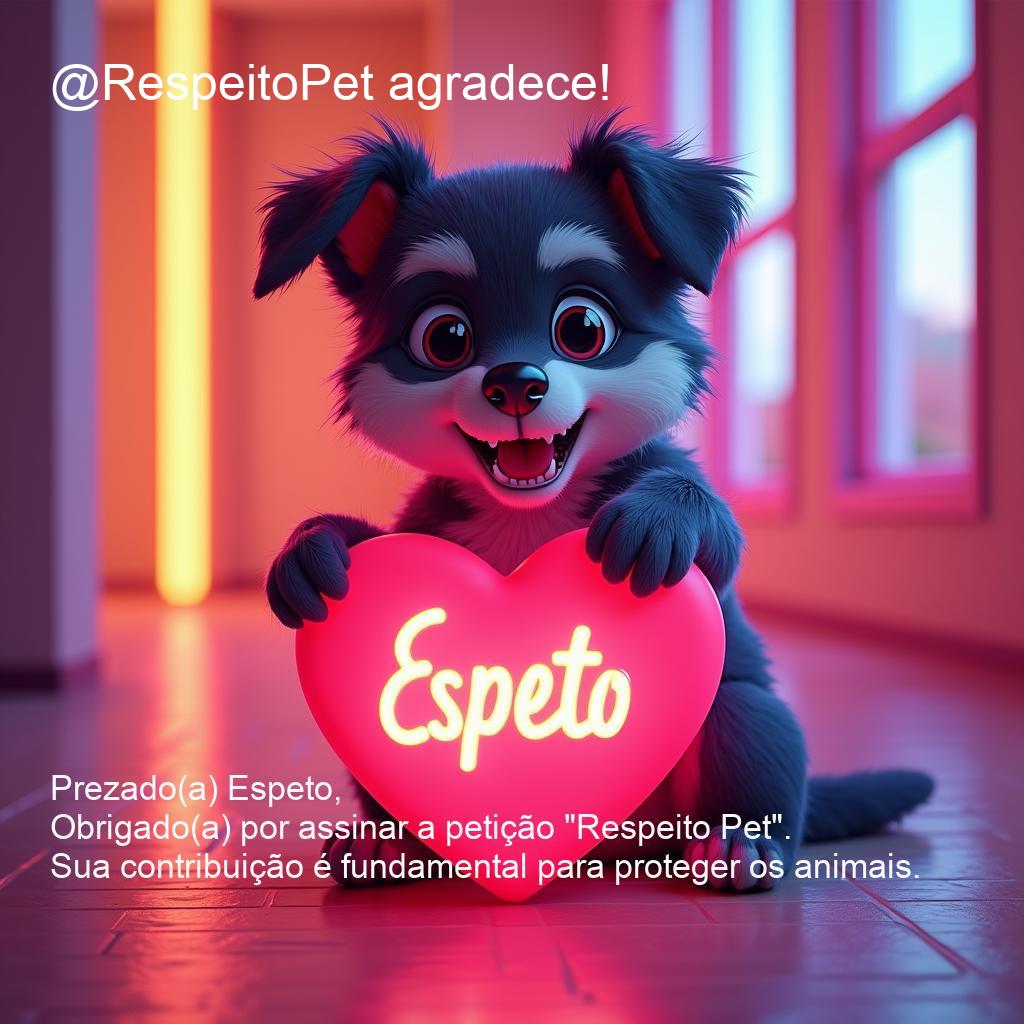 @RespeitoPet agradece!
Espeto
Prezado(a) Espeto,
Obrigado(a) por assinar a petição "Respeito Pet".
Sua contribuição é fundamental para proteger os animais.